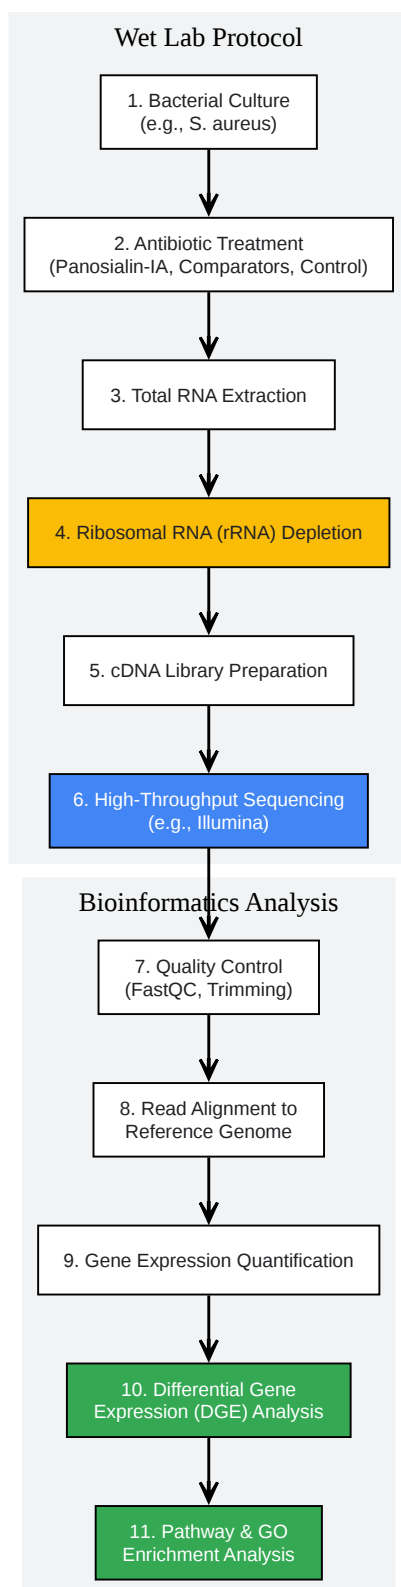 Wet Lab Protocol
1. Bacterial Culture
(e.g., S. aureus)
2. Antibiotic Treatment
(Panosialin-IA, Comparators, Control)
3. Total RNA Extraction
4. Ribosomal RNA (rRNA) Depletion
5. cDNA Library Preparation
6. High-Throughput Sequencing
(e.g., Illumina)
Bioinformatics Analysis
7. Quality Control
(FastQC, Trimming)
8. Read Alignment to
Reference Genome
9. Gene Expression Quantification
10. Differential Gene
Expression (DGE) Analysis
11. Pathway & GO
Enrichment Analysis